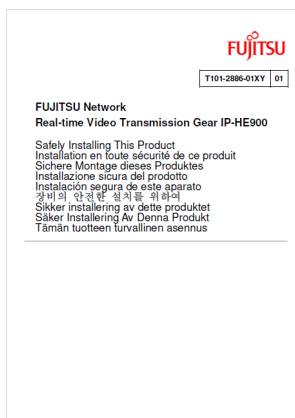 FUJITSU
T101-2886-01XY 01
FUJITSU Network
Real-time Video Transmission Gear IP-HE900
Safely Installing This Product
Installation en toute sécurité de ce produit
Sichere Montage dieses Produktes
Installazione sicura del prodotto
Instalación segura de este aparato
장비의 안전한 설치를 위하여
Sikker installering av dette produktet
Säker Installering Av Denna Produkt
Tämän tuotteen turvallinen asennus